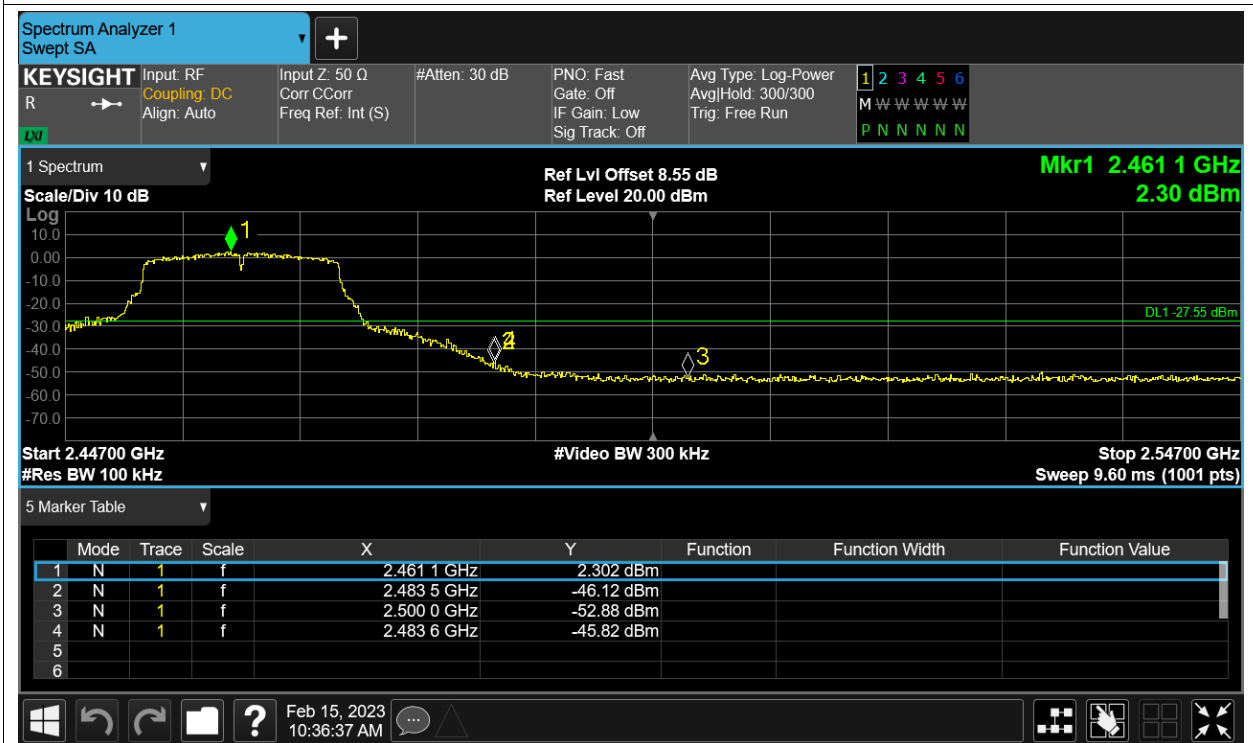 Spectrum Analyzer 1
Swept SA
KEYSIGHT
R
LXI
Input: RF
Coupling: DC
Align: Auto
Input Z: 50 Ω
Corr CCorr
Freq Ref: Int (S)
#Atten: 30 dB
PNO: Fast
Gate: Off
IF Gain: Low
Sig Track: Off
Avg Type: Log-Power
Avg|Hold: 300/300
Trig: Free Run
1 2 3 4 5 6
M W W W W W
P N N N N N
1 Spectrum
Scale/Div 10 dB
Ref Lvl Offset 8.55 dB
Ref Level 20.00 dBm
Mkr1 2.461 1 GHz
2.30 dBm
Log
10.0
0.00
-10.0
-20.0
-30.0
-40.0
-50.0
-60.0
-70.0
1
3
DL1 -27.55 dBm
Start 2.44700 GHz
#Video BW 300 kHz
Stop 2.54700 GHz
#Res BW 100 kHz
Sweep 9.60 ms (1001 pts)
5 Marker Table
Mode Trace Scale X Y Function Function Width Function Value
1 N 1 f 2.461 1 GHz 2.302 dBm
2 N 1 f 2.483 5 GHz -46.12 dBm
3 N 1 f 2.500 0 GHz -52.88 dBm
4 N 1 f 2.483 6 GHz -45.82 dBm
5
6
?
Feb 15, 2023
10:36:37 AM